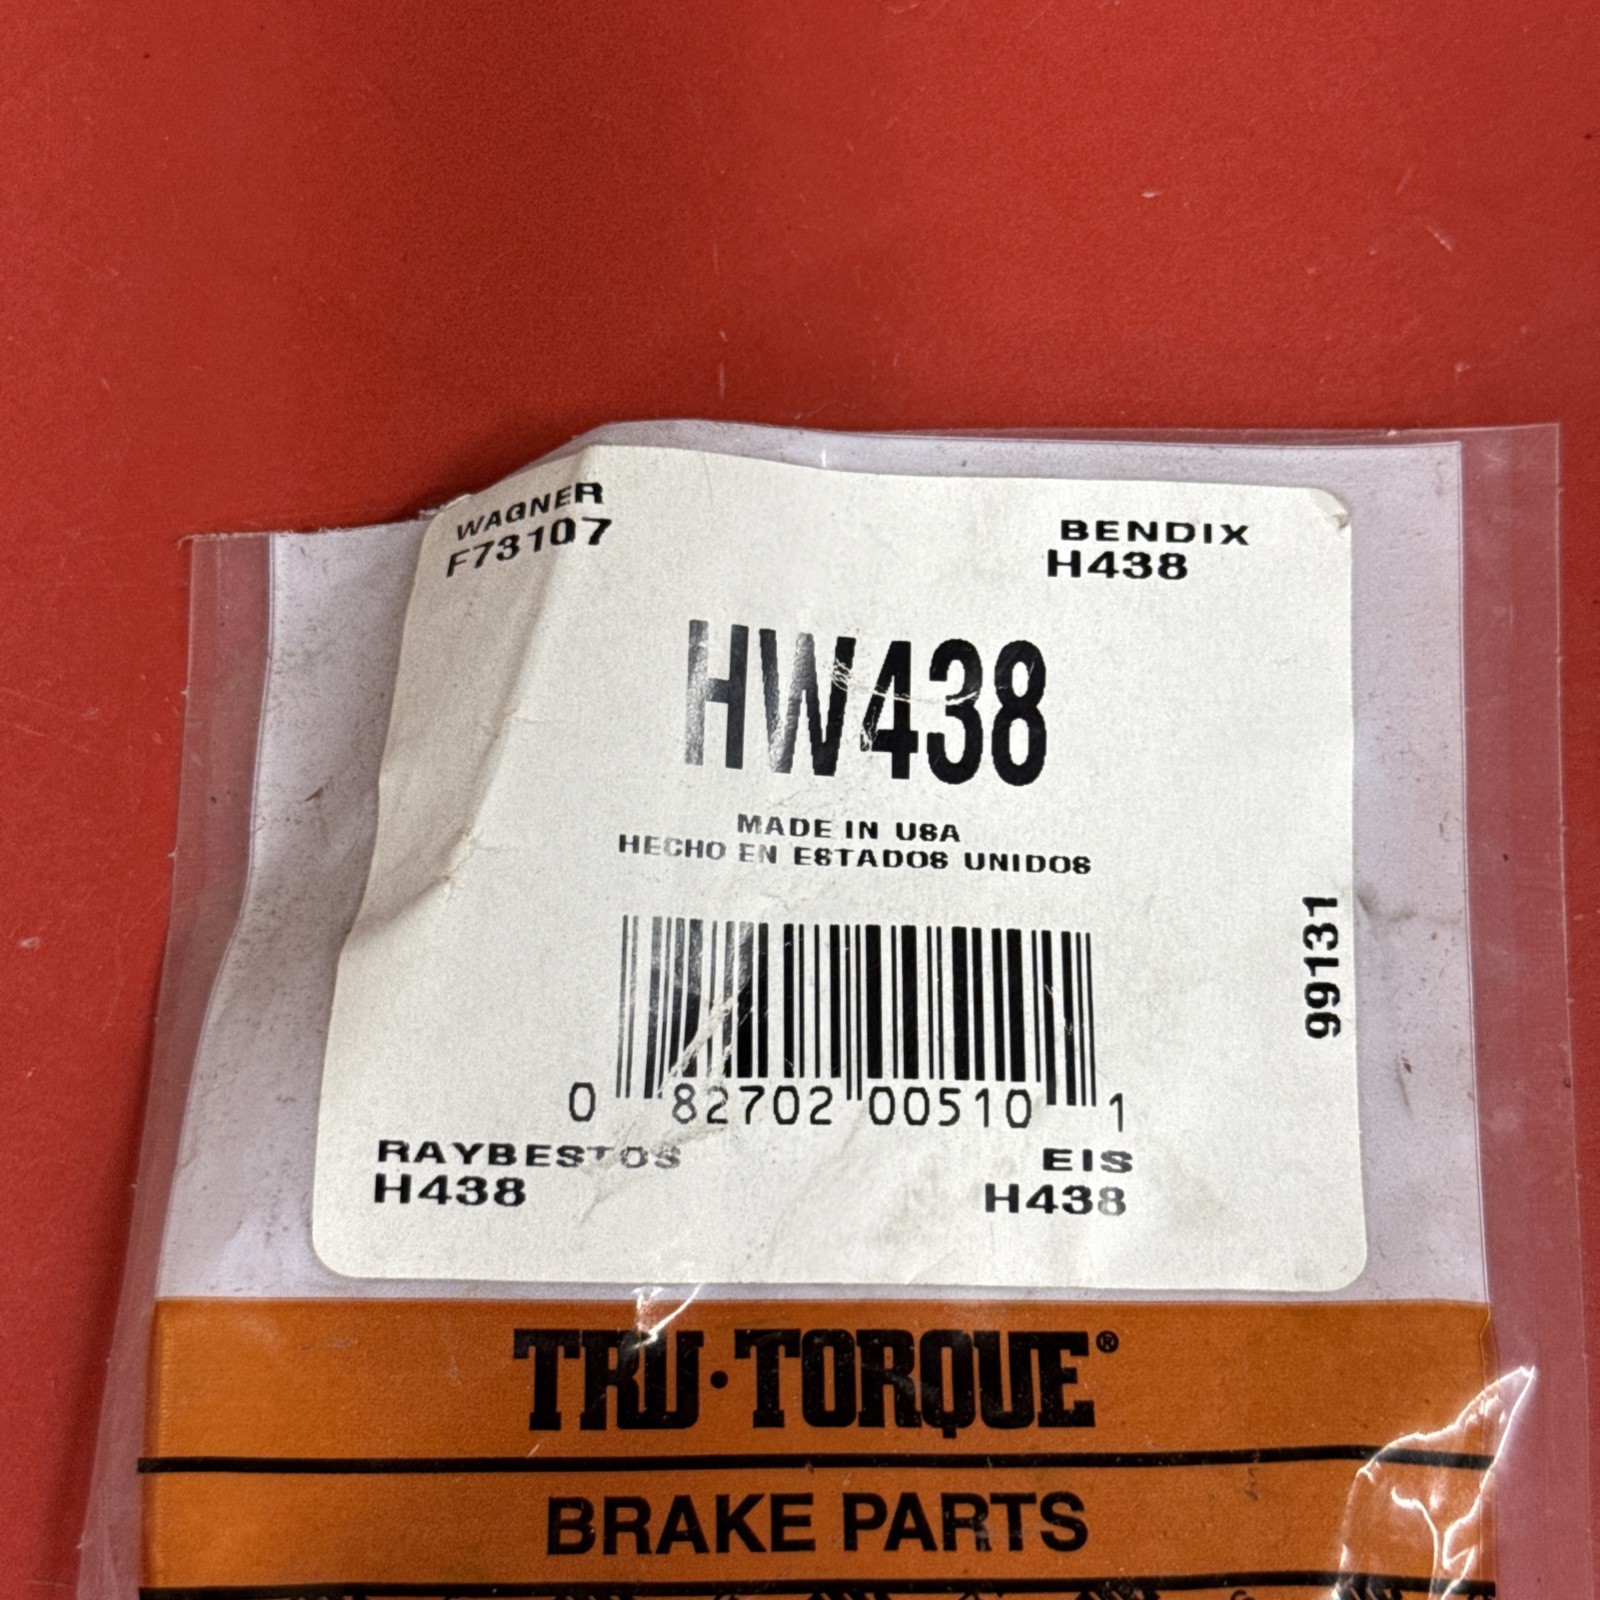 WAGNER
F73107
BENDIX
H438
HW438
MADE IN USA
HECHO EN ESTADOS UNIDOS
99131
0 82702 00510 1
RAYBESTOS
H438
EIS
H438
TRU·TORQUE®
BRAKE PARTS